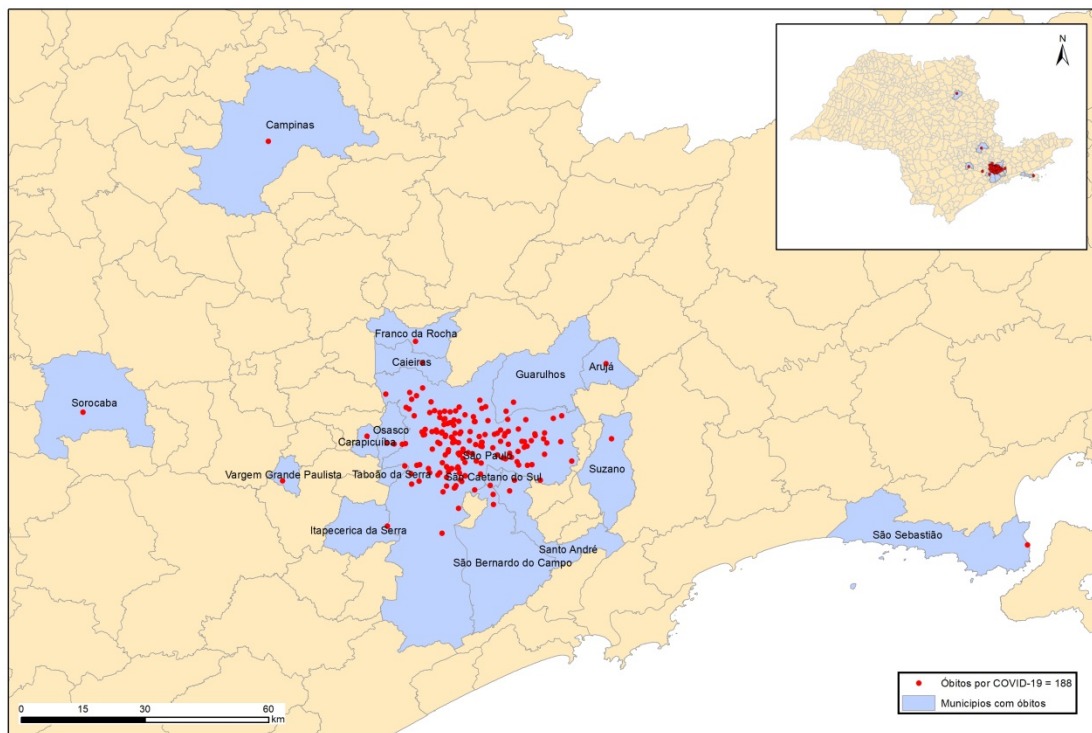 N
Campinas
Franco da Rocha
Caieiras
Guarulhos
Arujá
Sorocaba
Osasco
Carapicuíba
São Paulo
Suzano
Vargem Grande Paulista
Taboão da Serra
São Caetano do Sul
Itapecerica da Serra
São Sebastião
Santo André
São Bernardo do Campo
Óbitos por COVID-19 = 188
Municípios com óbitos
0 15 30 60
km